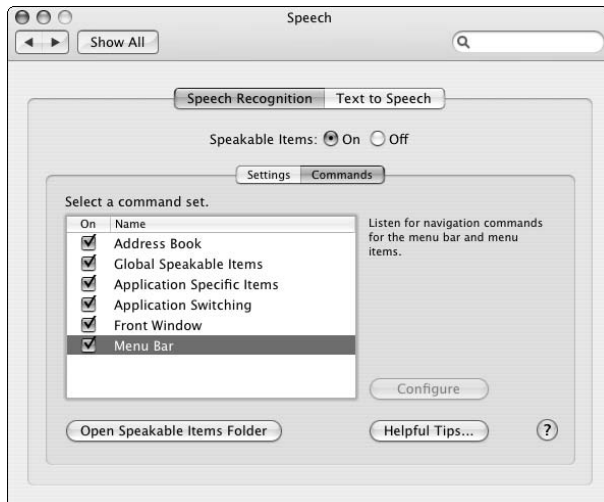 Speech
Show All
Speech Recognition Text to Speech
Speakable Items: On Off
Settings Commands
Select a command set.
On Name
Address Book
Global Speakable Items
Application Specific Items
Application Switching
Front Window
Menu Bar
Listen for navigation commands
for the menu bar and menu
items.
Configure
Open Speakable Items Folder
Helpful Tips...
?